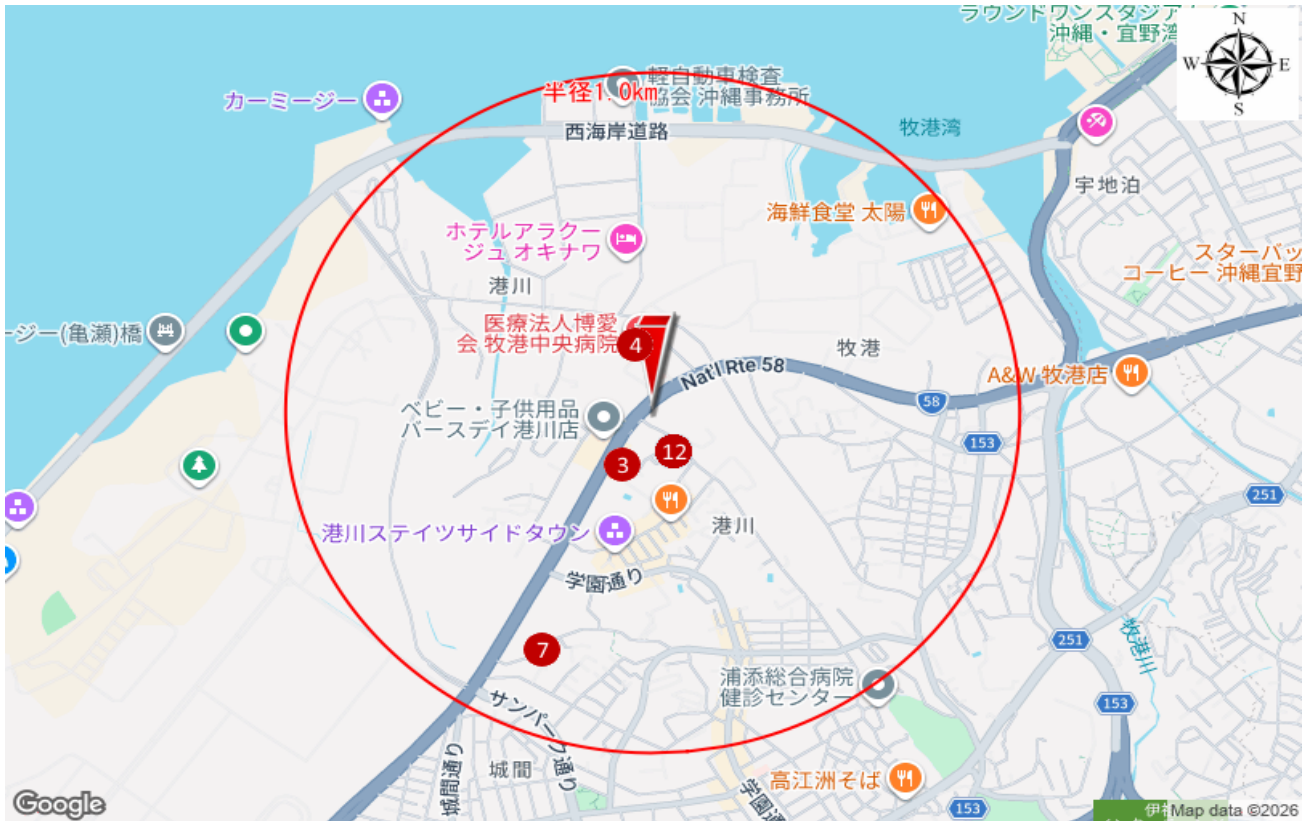 ラウンドワンスタジア
沖縄・宜野湾
N
W
E
S
軽自動車検査
協会 沖縄事務所
半径1.0km
カーミージー
西海岸道路
牧港湾
宇地泊
海鮮食堂 太陽
ホテルアラクー
ジュ オキナワ
スターバッ
コーヒー 沖縄宜野
港川
医療法人博愛
会 牧港中央病院
4
ージー(亀瀬)橋
牧港
Nat'l Rte 58
A&W 牧港店
58
ベビー・子供用品
バースデイ港川店
153
12
3
251
港川ステイツサイドタウン
港川
学園通り
251
牧港川
7
浦添総合病院
健診センター
153
サンパーク通り
城間通り
城間
高江洲そば
学園通
153
Google
Map data ©2026